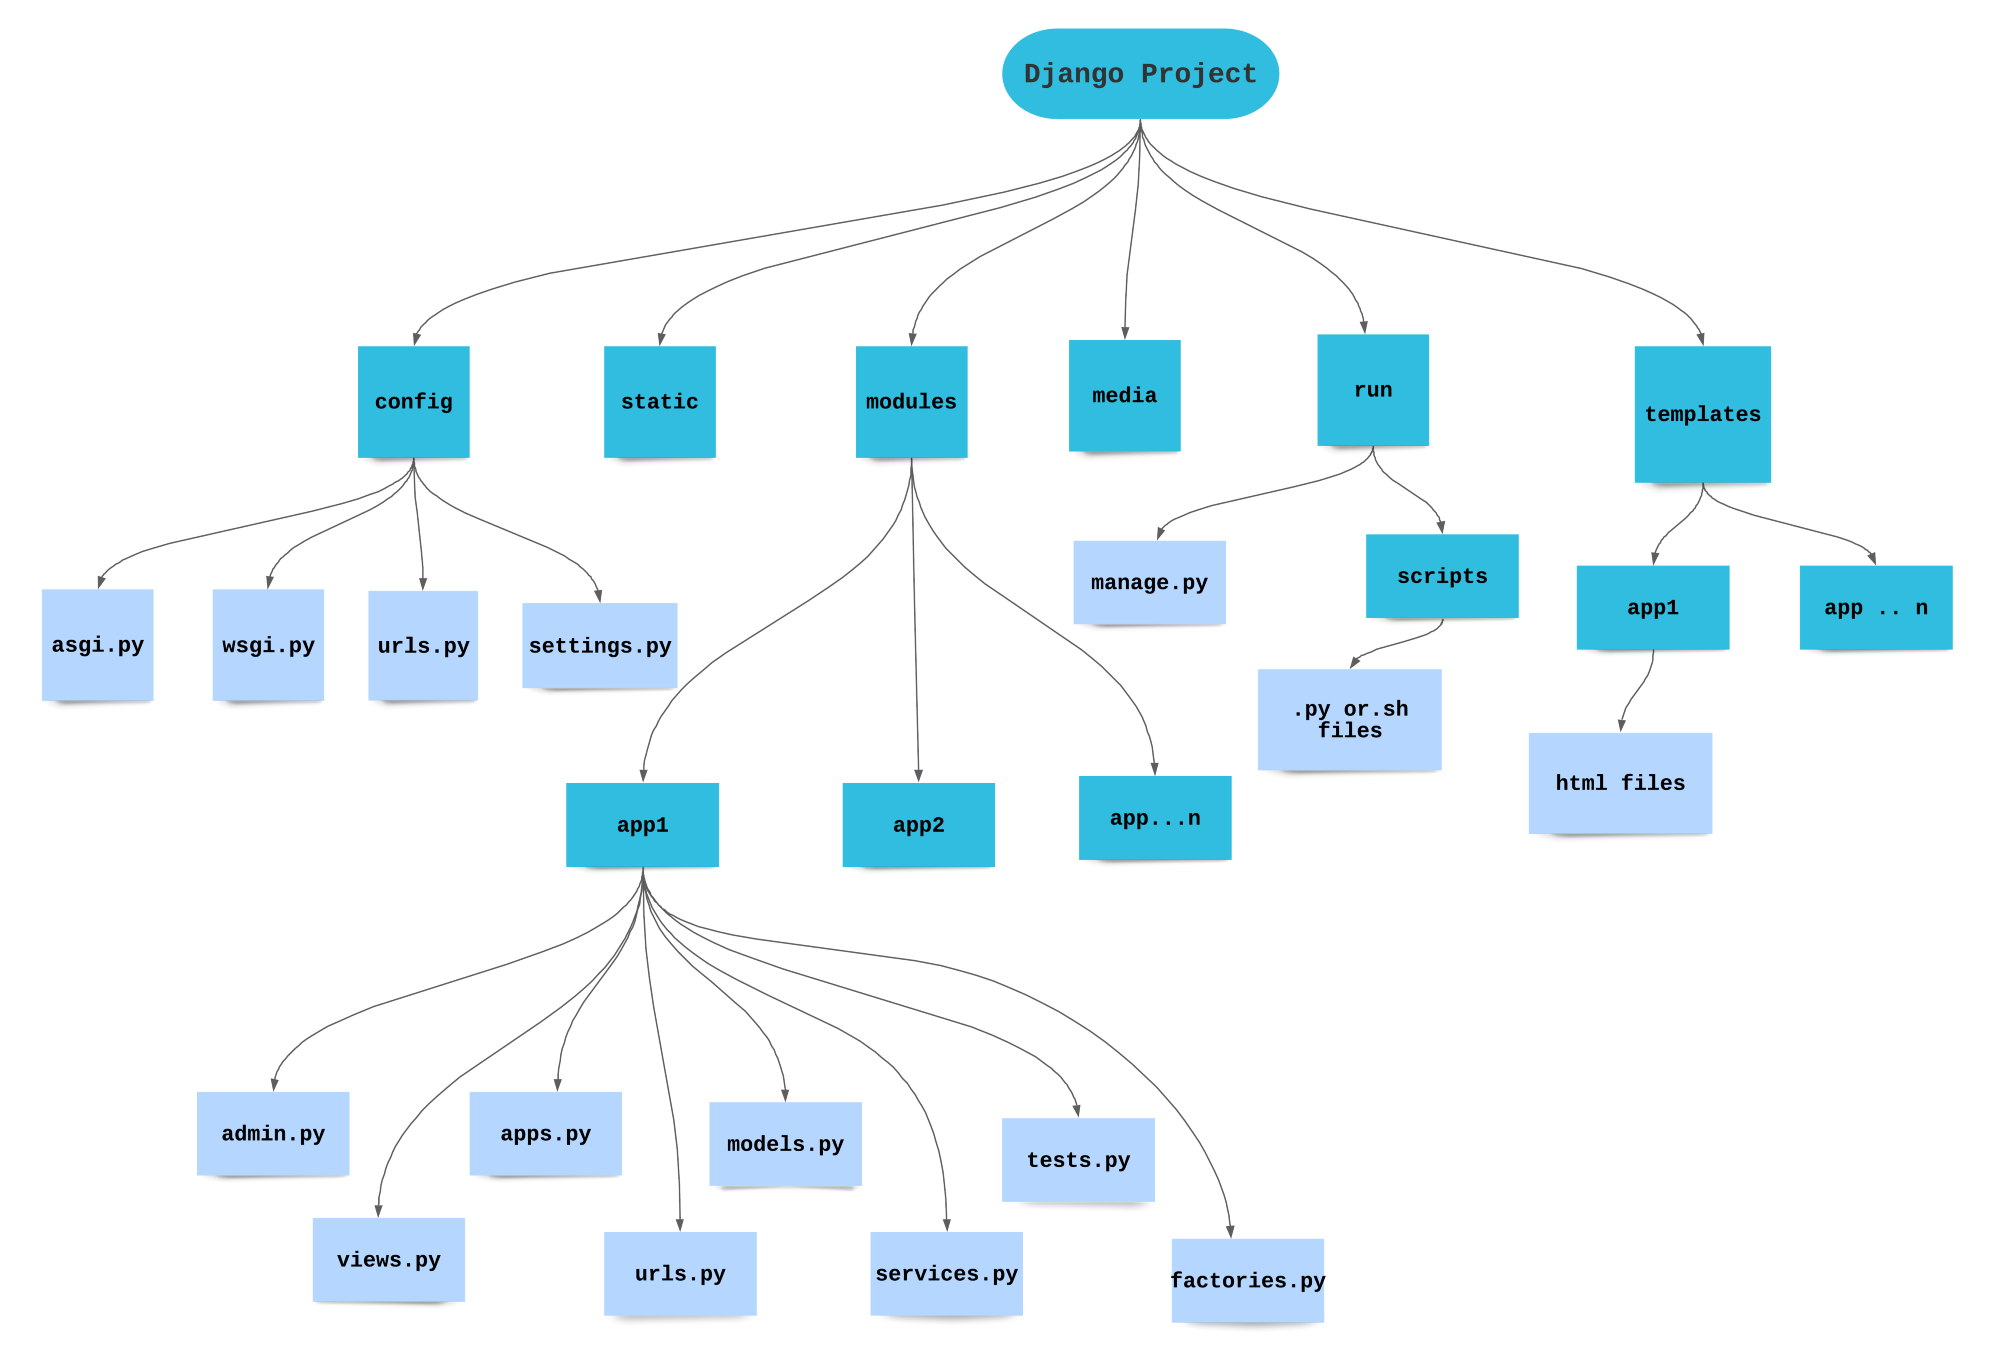 Django Project
config
static
modules
media
run
templates
asgi.py
wsgi.py
urls.py
settings.py
manage.py
scripts
app1
app .. n
.py or.sh
files
html files
app1
app2
app...n
admin.py
apps.py
models.py
tests.py
views.py
urls.py
services.py
factories.py